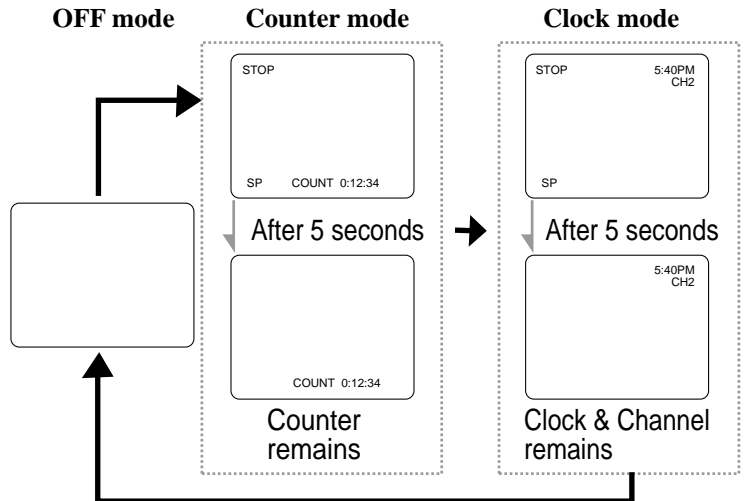 OFF mode
Counter mode
Clock mode
STOP
SP COUNT 0:12:34
After 5 seconds
COUNT 0:12:34
Counter
remains
STOP 5:40PM
CH2
SP
After 5 seconds
5:40PM
CH2
Clock & Channel
remains